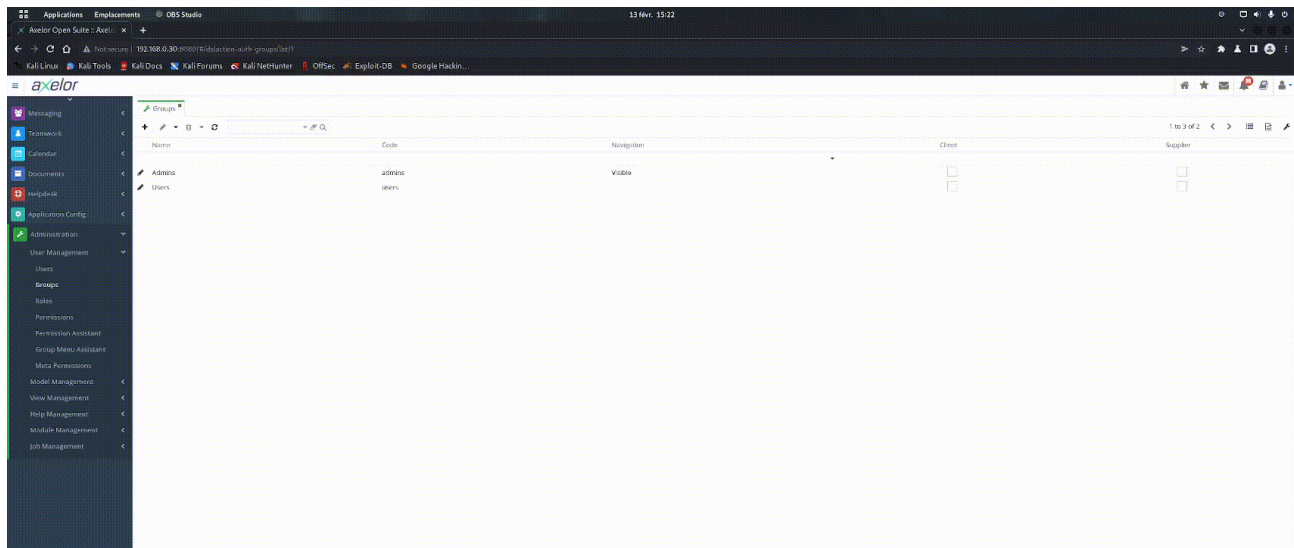 Applications Emplacements OBS Studio 13 févr. 15:22
Axelor Open Suite :: Axelo × +
Not secure | 192.168.0.30:8080/#/ds/action-auth-groups/list/1
Kali Linux Kali Tools Kali Docs Kali Forums Kali NetHunter OffSec Exploit-DB Google Hackin...
axelor
Messaging
Teamwork
Calendar
Documents
Helpdesk
Application Config
Administration
User Management
Users
Groups
Roles
Permissions
Permission Assistant
Group Menu Assistant
Meta Permissions
Model Management
View Management
Help Management
Module Management
Job Management
Groups
1 to 3 of 2
Name Code Navigation Client Supplier
Admins admins Visible
Users users